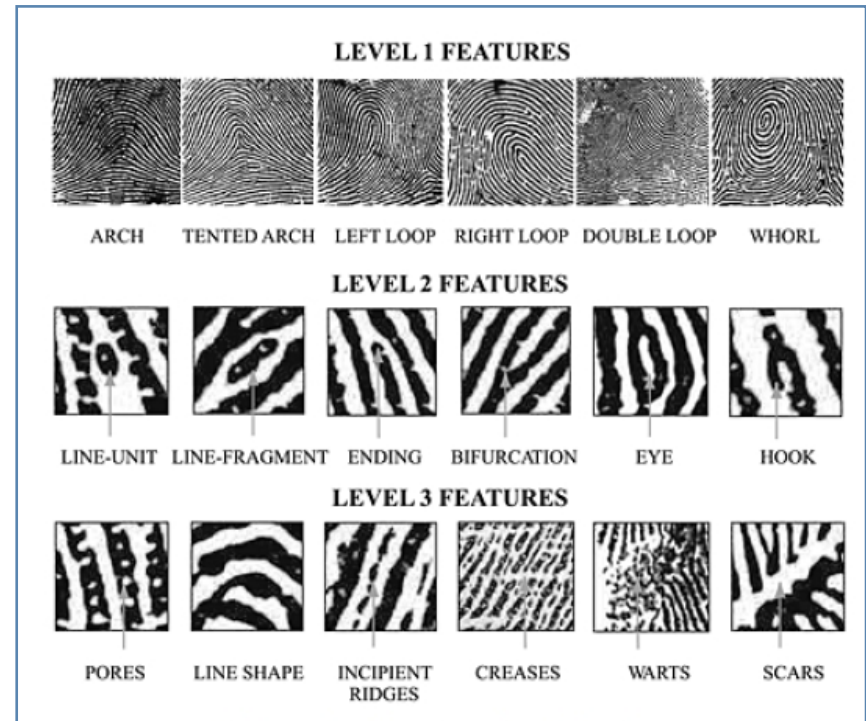 LEVEL 1 FEATURES
ARCH TENTED ARCH LEFT LOOP RIGHT LOOP DOUBLE LOOP WHORL
LEVEL 2 FEATURES
LINE-UNIT LINE-FRAGMENT ENDING BIFURCATION EYE HOOK
LEVEL 3 FEATURES
PORES LINE SHAPE INCIPIENT CREASES WARTS SCARS
RIDGES